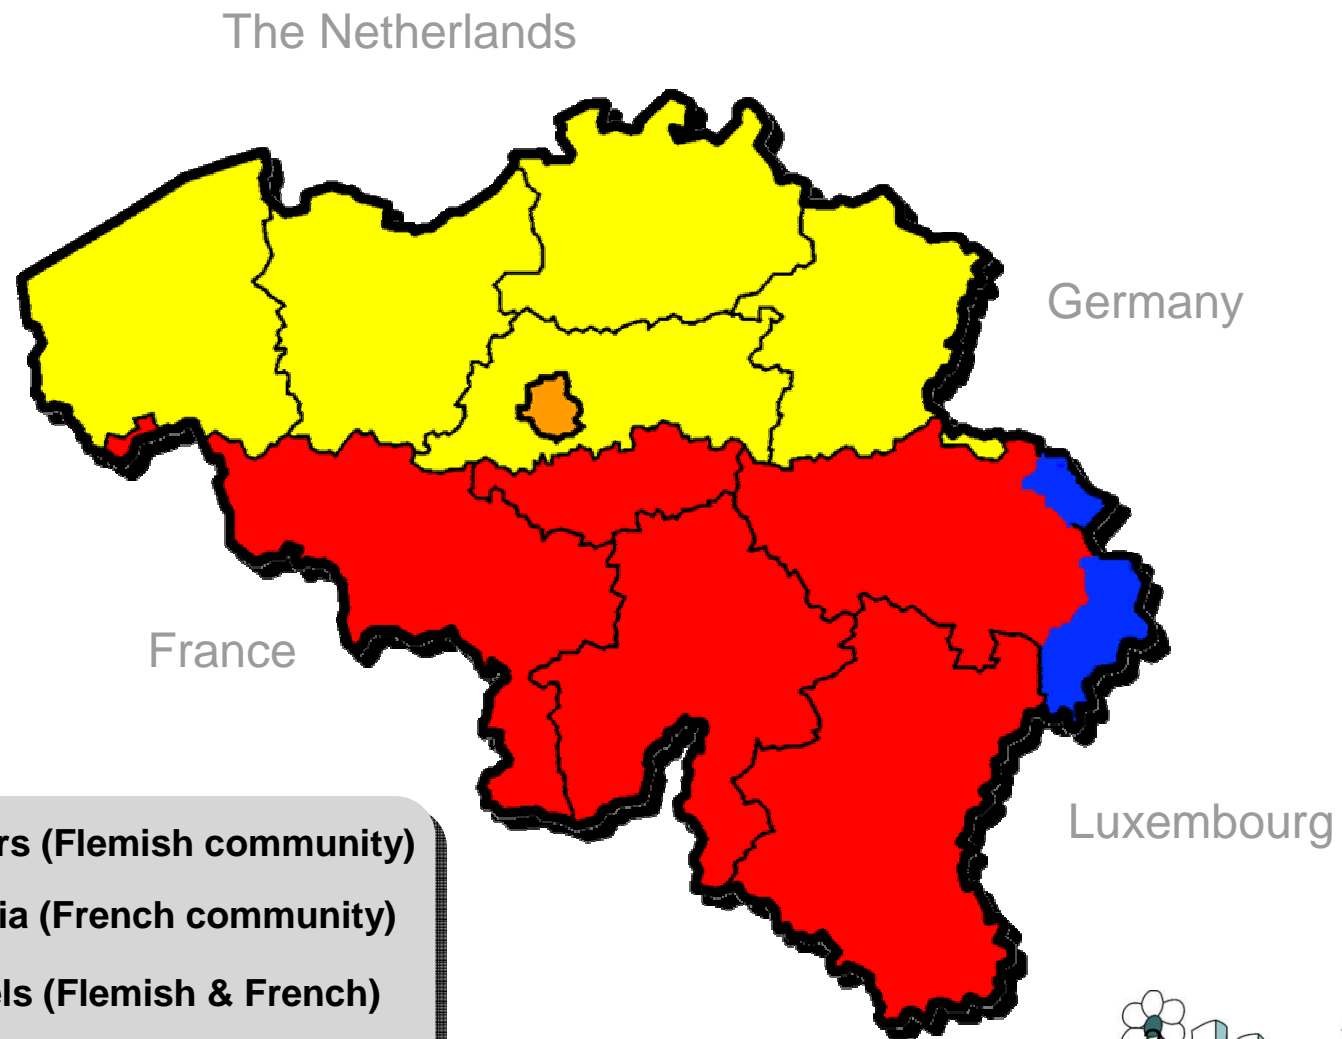 The Netherlands
Germany
France
Luxembourg
rs (Flemish community)
ia (French community)
els (Flemish & French)